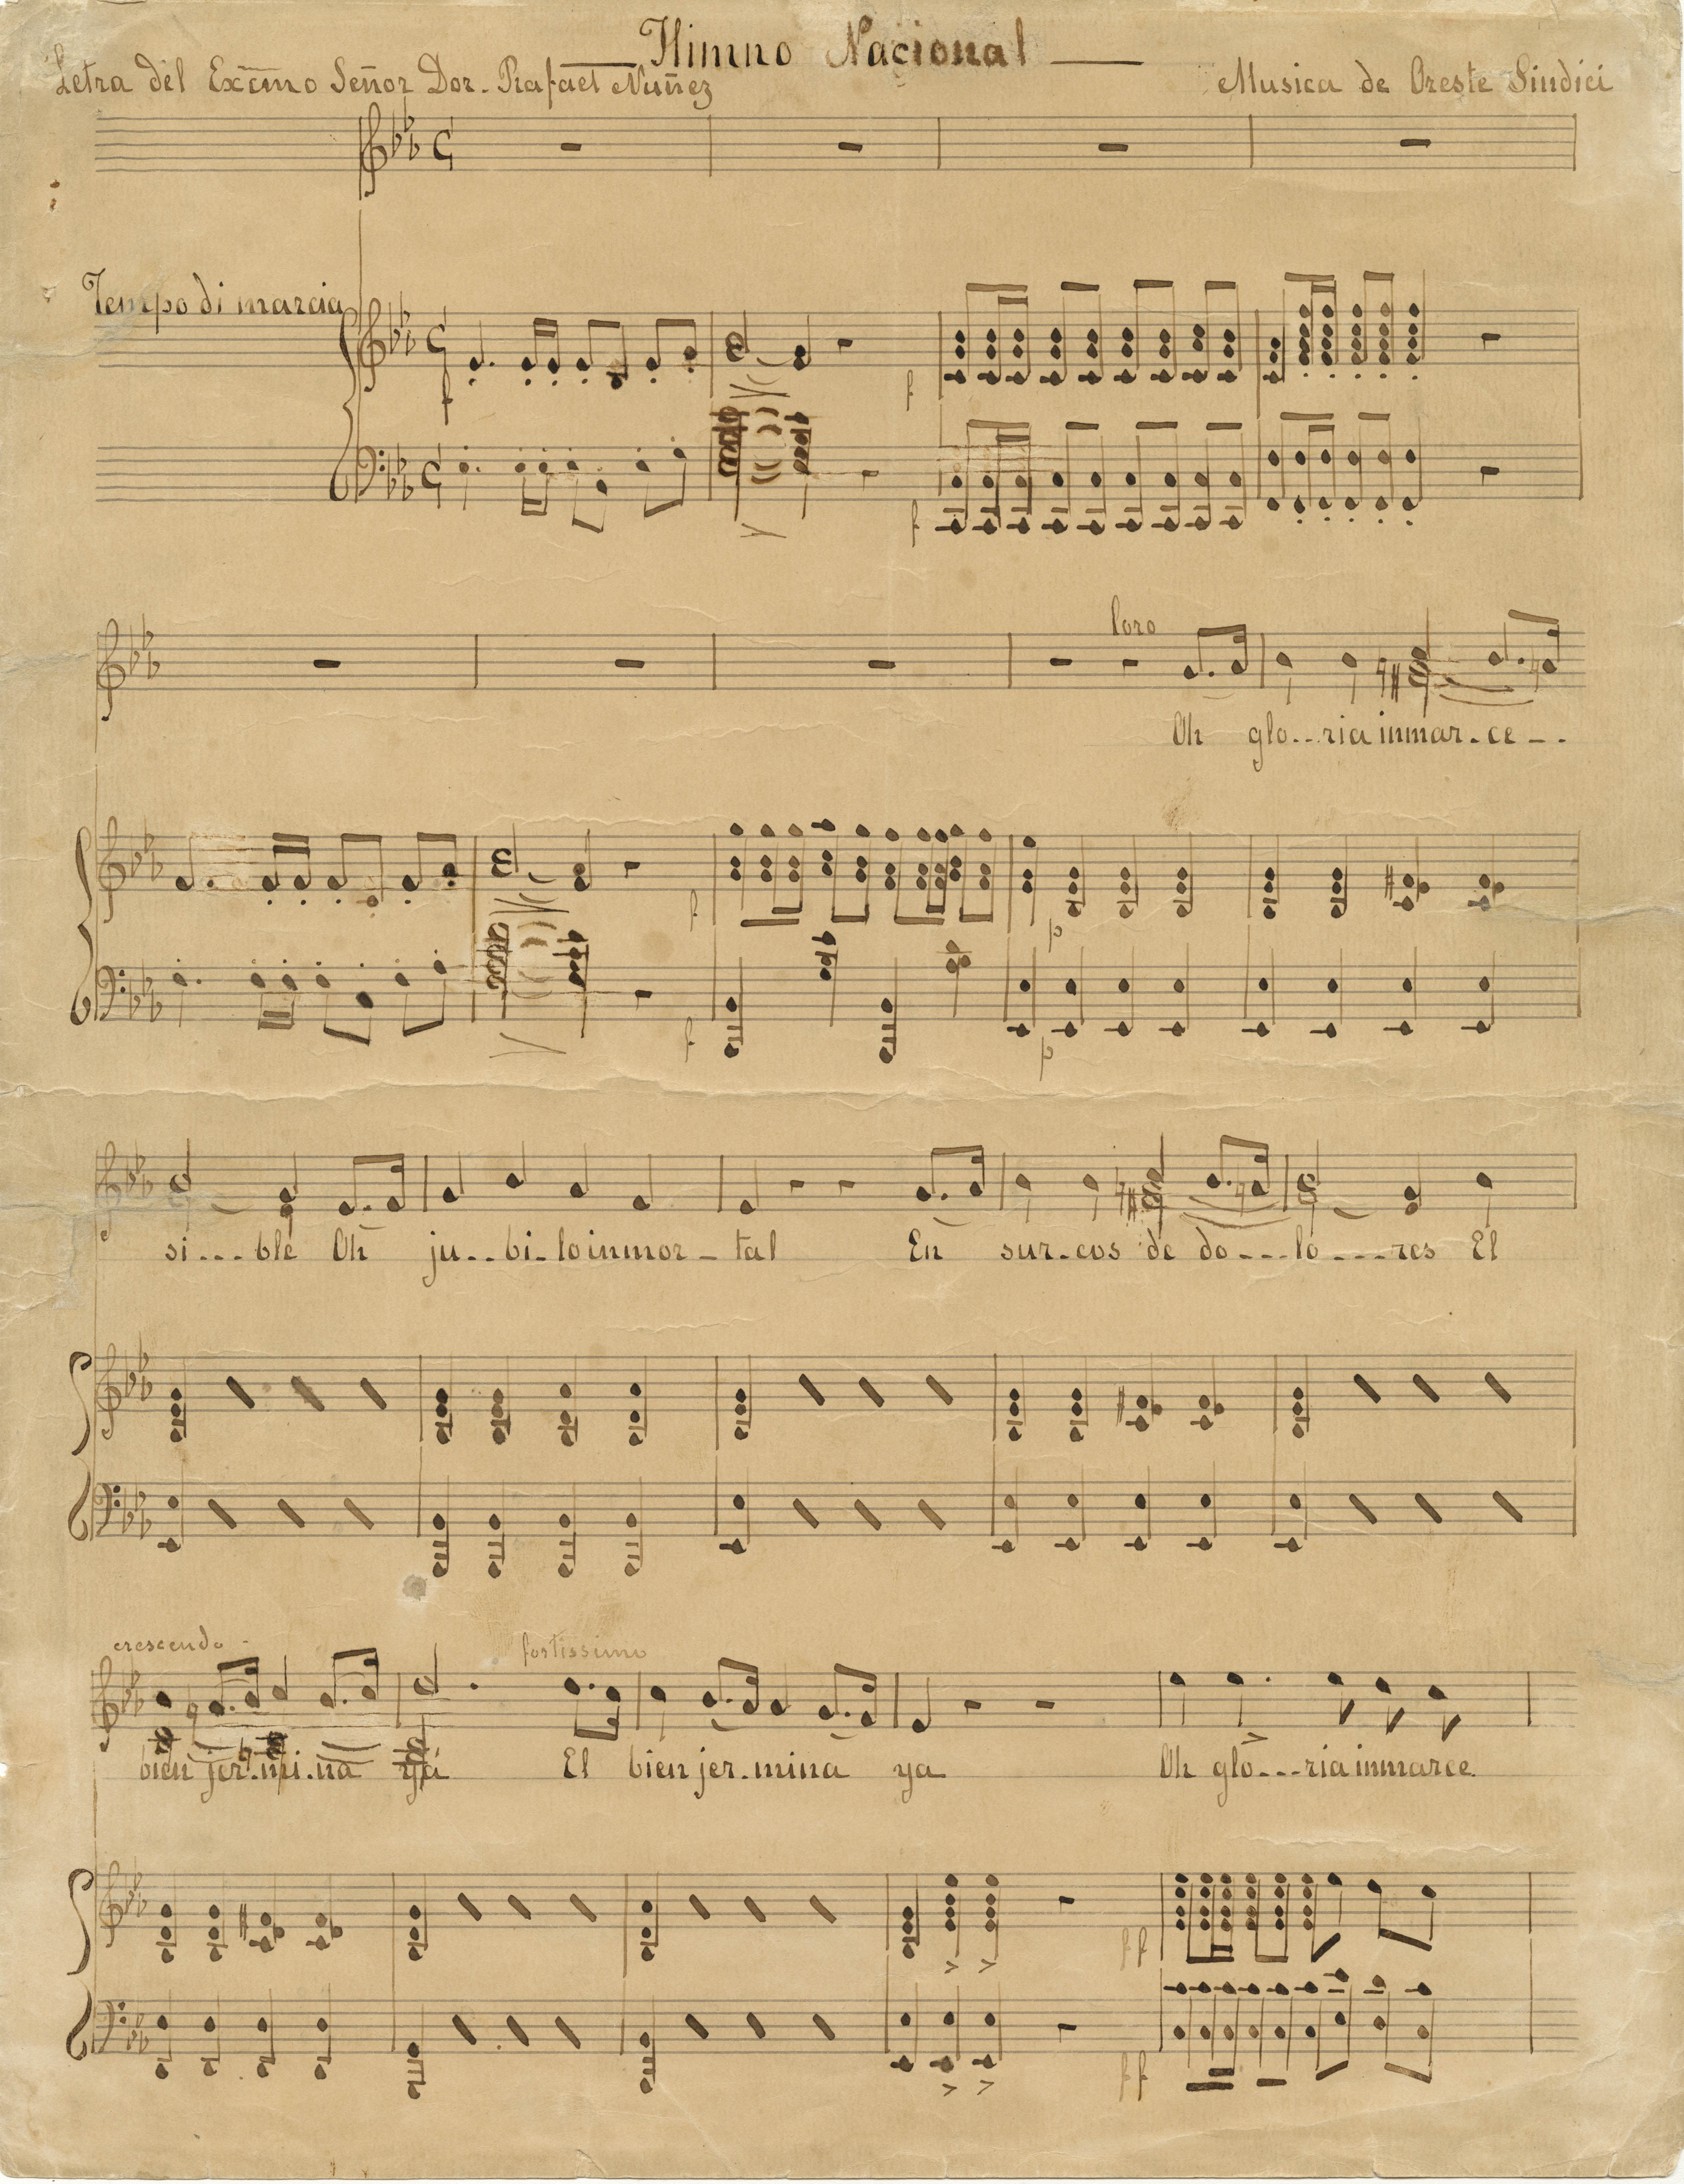 Himno Nacional
Letra del Excmo Señor Dor. Rafael Nuñez
Musica de Oreste Sindici
Tempo di marcia
f
f
f
Coro
Oh glo...ria inmar.ce_..
f
p
f
p
si...ble Oh ju..bi.lo inmor_tal En sur.cos de do...lo...res El
crescendo fortissimo
bien jer.mi.na ya El bien jer.mina ya Oh glo...ria inmarce.
ff
ff